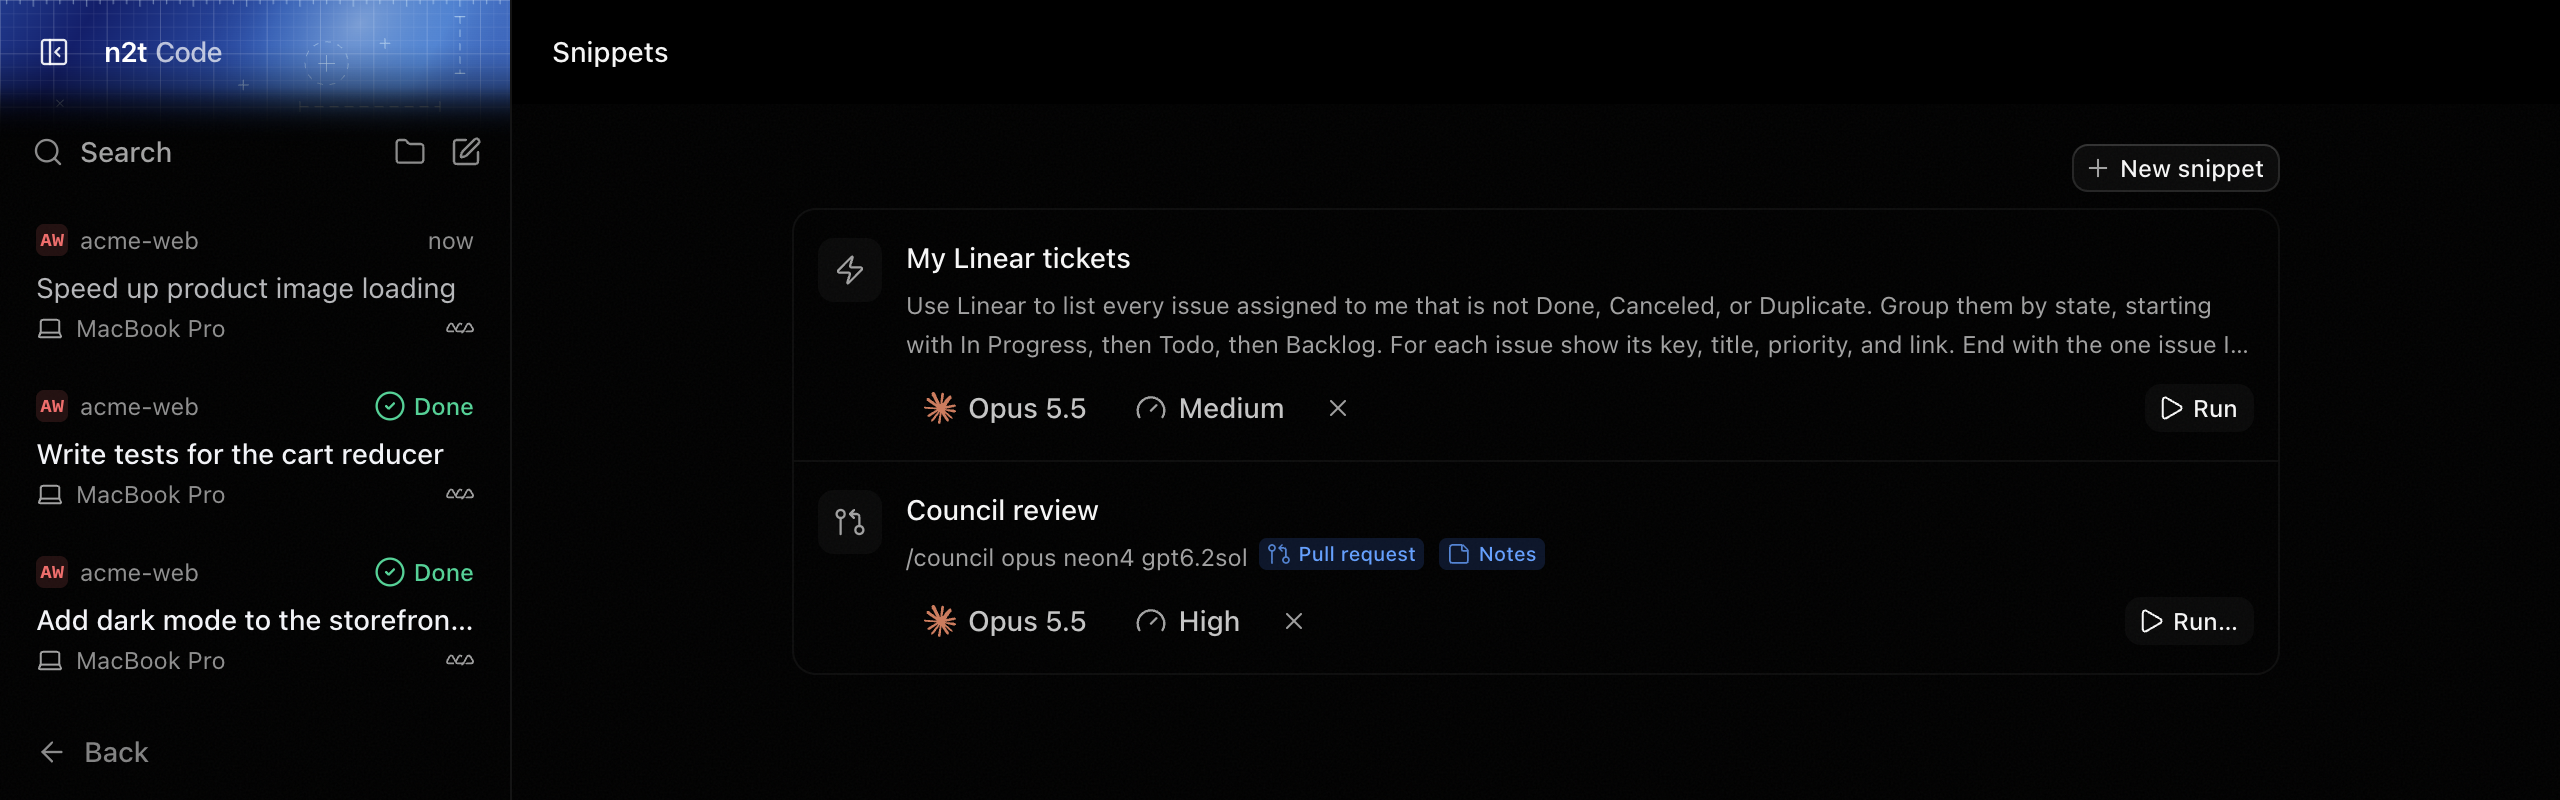 n2t Code
Search
AW acme-web now
Speed up product image loading
MacBook Pro
AW acme-web Done
Write tests for the cart reducer
MacBook Pro
AW acme-web Done
Add dark mode to the storefron...
MacBook Pro
Back
Snippets
New snippet
My Linear tickets
Use Linear to list every issue assigned to me that is not Done, Canceled, or Duplicate. Group them by state, starting
with In Progress, then Todo, then Backlog. For each issue show its key, title, priority, and link. End with the one issue I...
Opus 5.5 Medium Run
Council review
/council opus neon4 gpt6.2sol Pull request Notes
Opus 5.5 High Run...